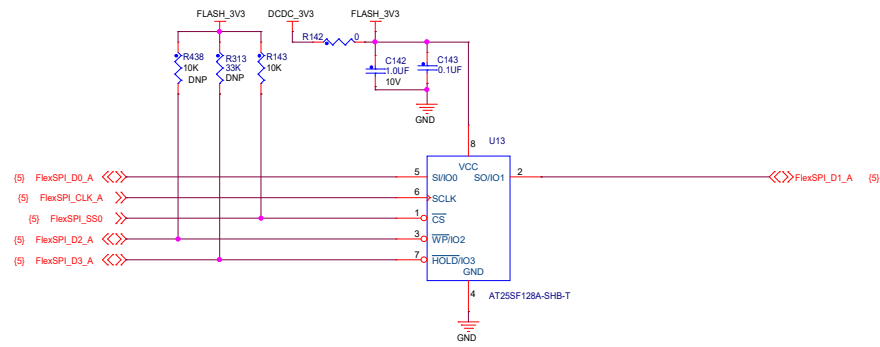 FLASH_3V3
DCDC_3V3
FLASH_3V3
R142
0
R438
10K
DNP
R313
33K
DNP
R143
10K
C142
1.0UF
10V
C143
0.1UF
GND
U13
8
VCC
{5} FlexSPI_D0_A
5
SI/IO0
SO/IO1
2
FlexSPI_D1_A {5}
{5} FlexSPI_CLK_A
6
SCLK
{5} FlexSPI_SS0
1
CS
{5} FlexSPI_D2_A
3
WP/IO2
{5} FlexSPI_D3_A
7
HOLD/IO3
GND
4
AT25SF128A-SHB-T
GND